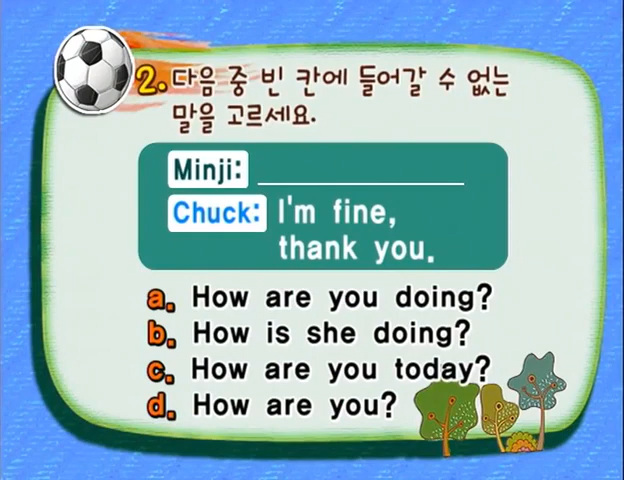 2. 다음 중 빈 칸에 들어갈 수 없는
말을 고르세요.
Minji: ____________
Chuck: I'm fine,
thank you.
a. How are you doing?
b. How is she doing?
c. How are you today?
d. How are you?